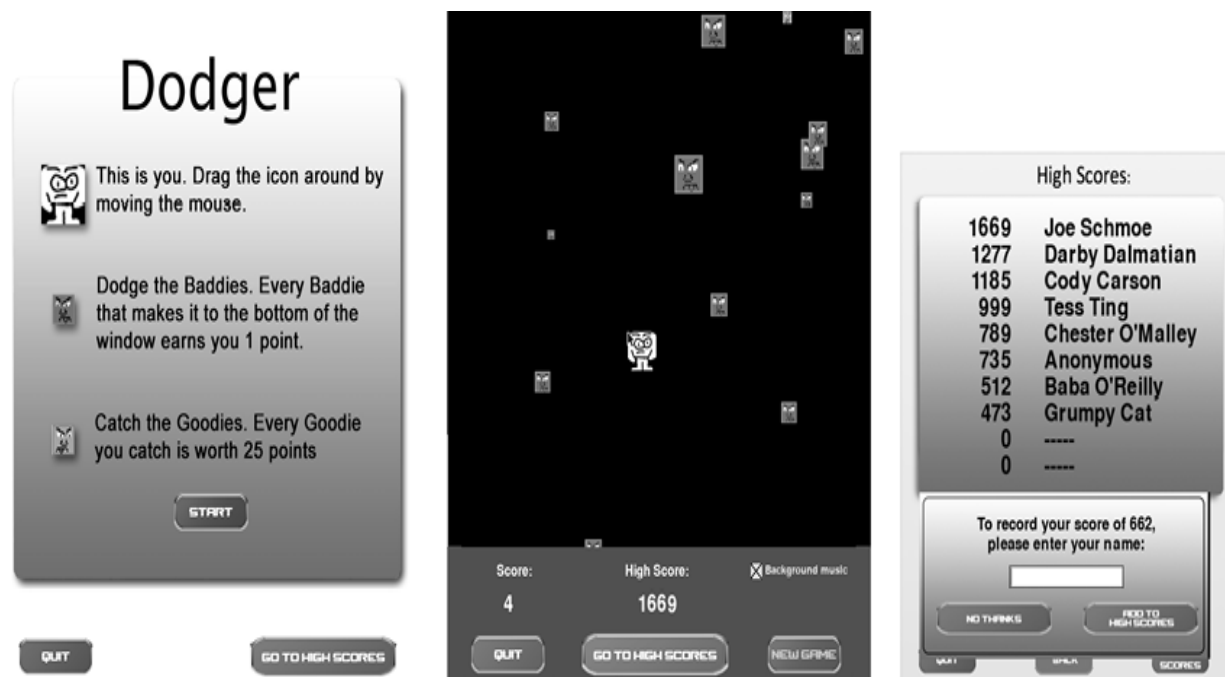 Dodger
This is you. Drag the icon around by
moving the mouse.
Dodge the Baddies. Every Baddie
that makes it to the bottom of the
window earns you 1 point.
Catch the Goodies. Every Goodie
you catch is worth 25 points
START
QUIT
GO TO HIGH SCORES
Score:
High Score:
Background music
4
1669
QUIT
GO TO HIGH SCORES
NEW GAME
High Scores:
1669 Joe Schmoe
1277 Darby Dalmatian
1185 Cody Carson
999 Tess Ting
789 Chester O'Malley
735 Anonymous
512 Baba O'Reilly
473 Grumpy Cat
0 -----
0 -----
To record your score of 662,
please enter your name:
NO THANKS
ADD TO
HIGH SCORES
QUIT
BACK
SCORES